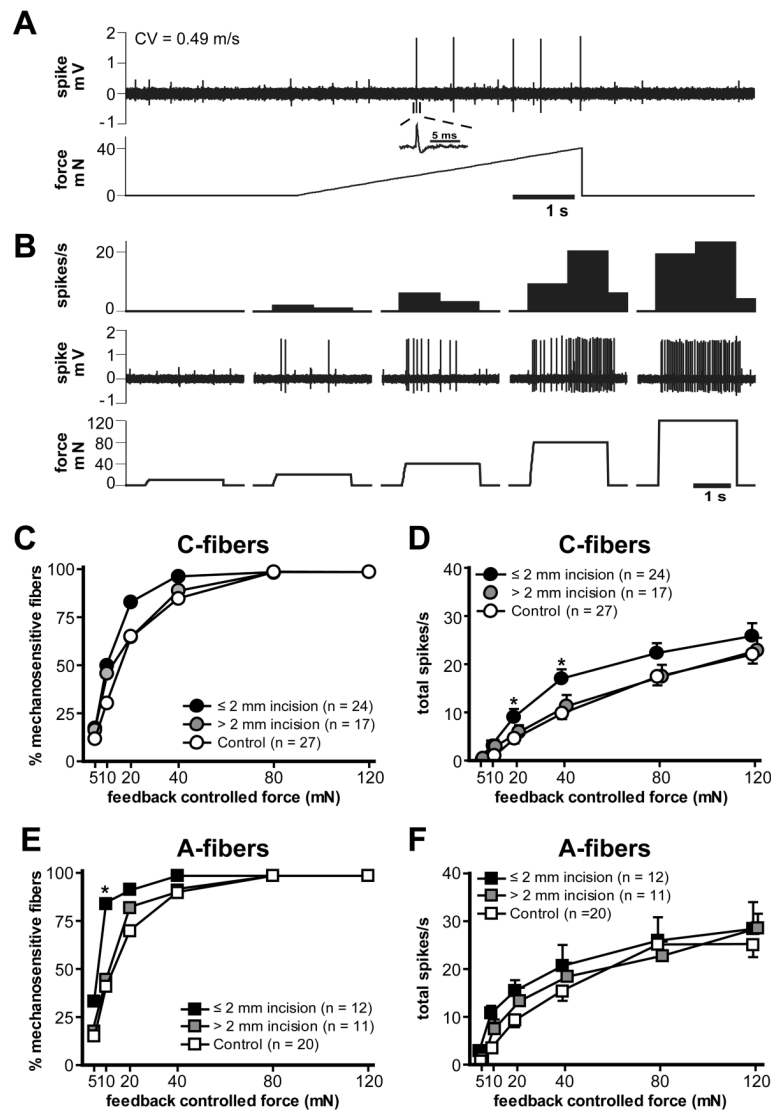 A
CV = 0.49 m/s
spike
mV
2
1
0
-1
5 ms
force
mN
40
0
1 s
B
spikes/s
20
0
spike
mV
2
1
0
-1
force
mN
120
80
40
0
1 s
C
C-fibers
% mechanosensitive fibers
100
75
50
25
0
≤ 2 mm incision (n = 24)
> 2 mm incision (n = 17)
Control (n = 27)
5 10 20 40 80 120
feedback controlled force (mN)
D
C-fibers
total spikes/s
40
30
20
10
0
≤ 2 mm incision (n = 24)
> 2 mm incision (n = 17)
Control (n = 27)
* *
5 10 20 40 80 120
feedback controlled force (mN)
E
A-fibers
% mechanosensitive fibers
100
75
50
25
0
*
≤ 2 mm incision (n = 12)
> 2 mm incision (n = 11)
Control (n = 20)
5 10 20 40 80 120
feedback controlled force (mN)
F
A-fibers
total spikes/s
40
30
20
10
0
≤ 2 mm incision (n = 12)
> 2 mm incision (n = 11)
Control (n =20)
5 10 20 40 80 120
feedback controlled force (mN)